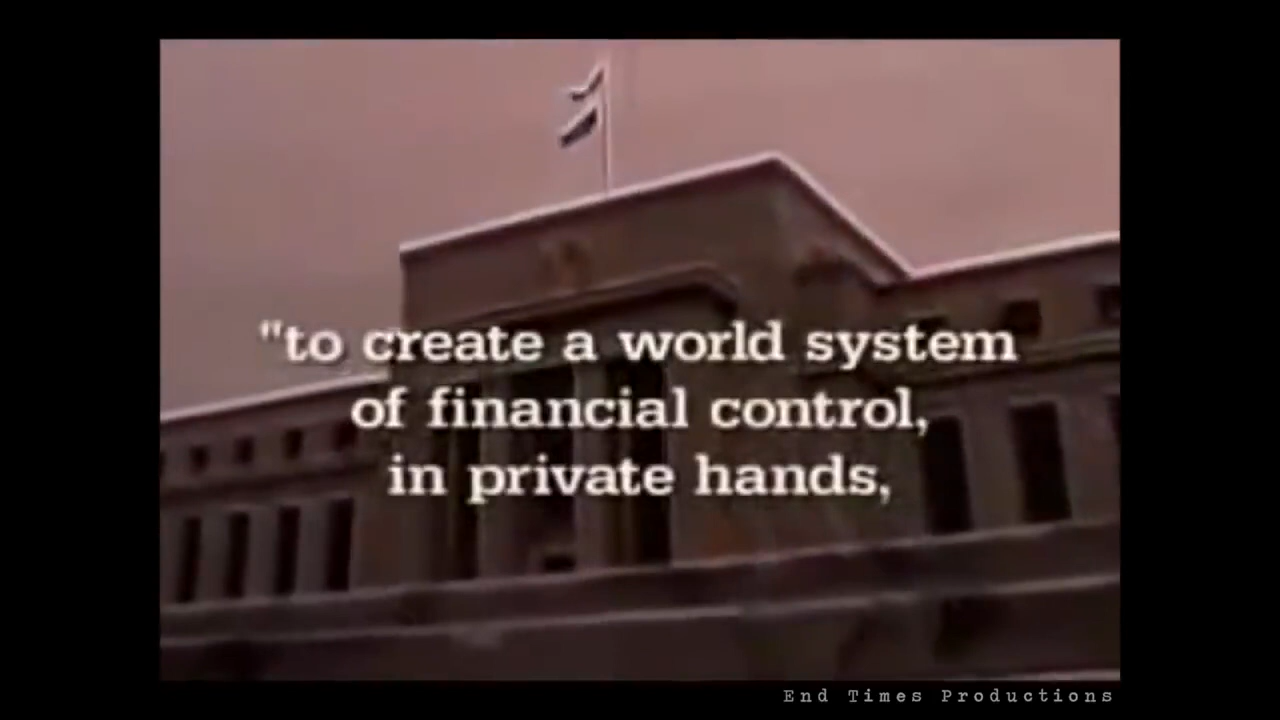 "to create a world system
of financial control,
in private hands,
End Times Productions